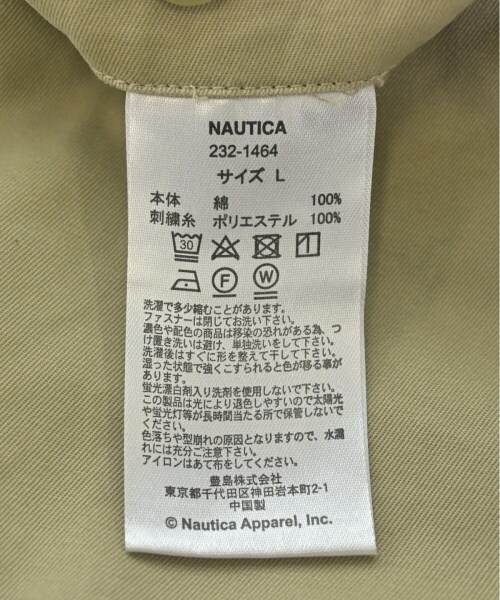 NAUTICA
232-1464
サイズ L
本体 綿 100%
刺繍糸 ポリエステル 100%
30
F W
洗濯で多少縮むことがあります。
ファスナーは閉じてお洗い下さい。
濃色や配色の商品は移染の恐れがある為、つ
け置き洗いは避け、単独洗いをして下さい。
洗濯後はすぐに形を整えて干して下さい。
湿った状態で強くこすられると色が移る事が
あります。
蛍光漂白剤入り洗剤を使用しないで下さい。
この製品は光により退色しやすいので太陽光
や蛍光灯等が長時間当たる所で保管しないで
ください。
色落ちや型崩れの原因となりますので、水濡
れには充分ご注意下さい。
アイロンはあて布をしてください。
豊島株式会社
東京都千代田区神田岩本町2-1
中国製
© Nautica Apparel, Inc.